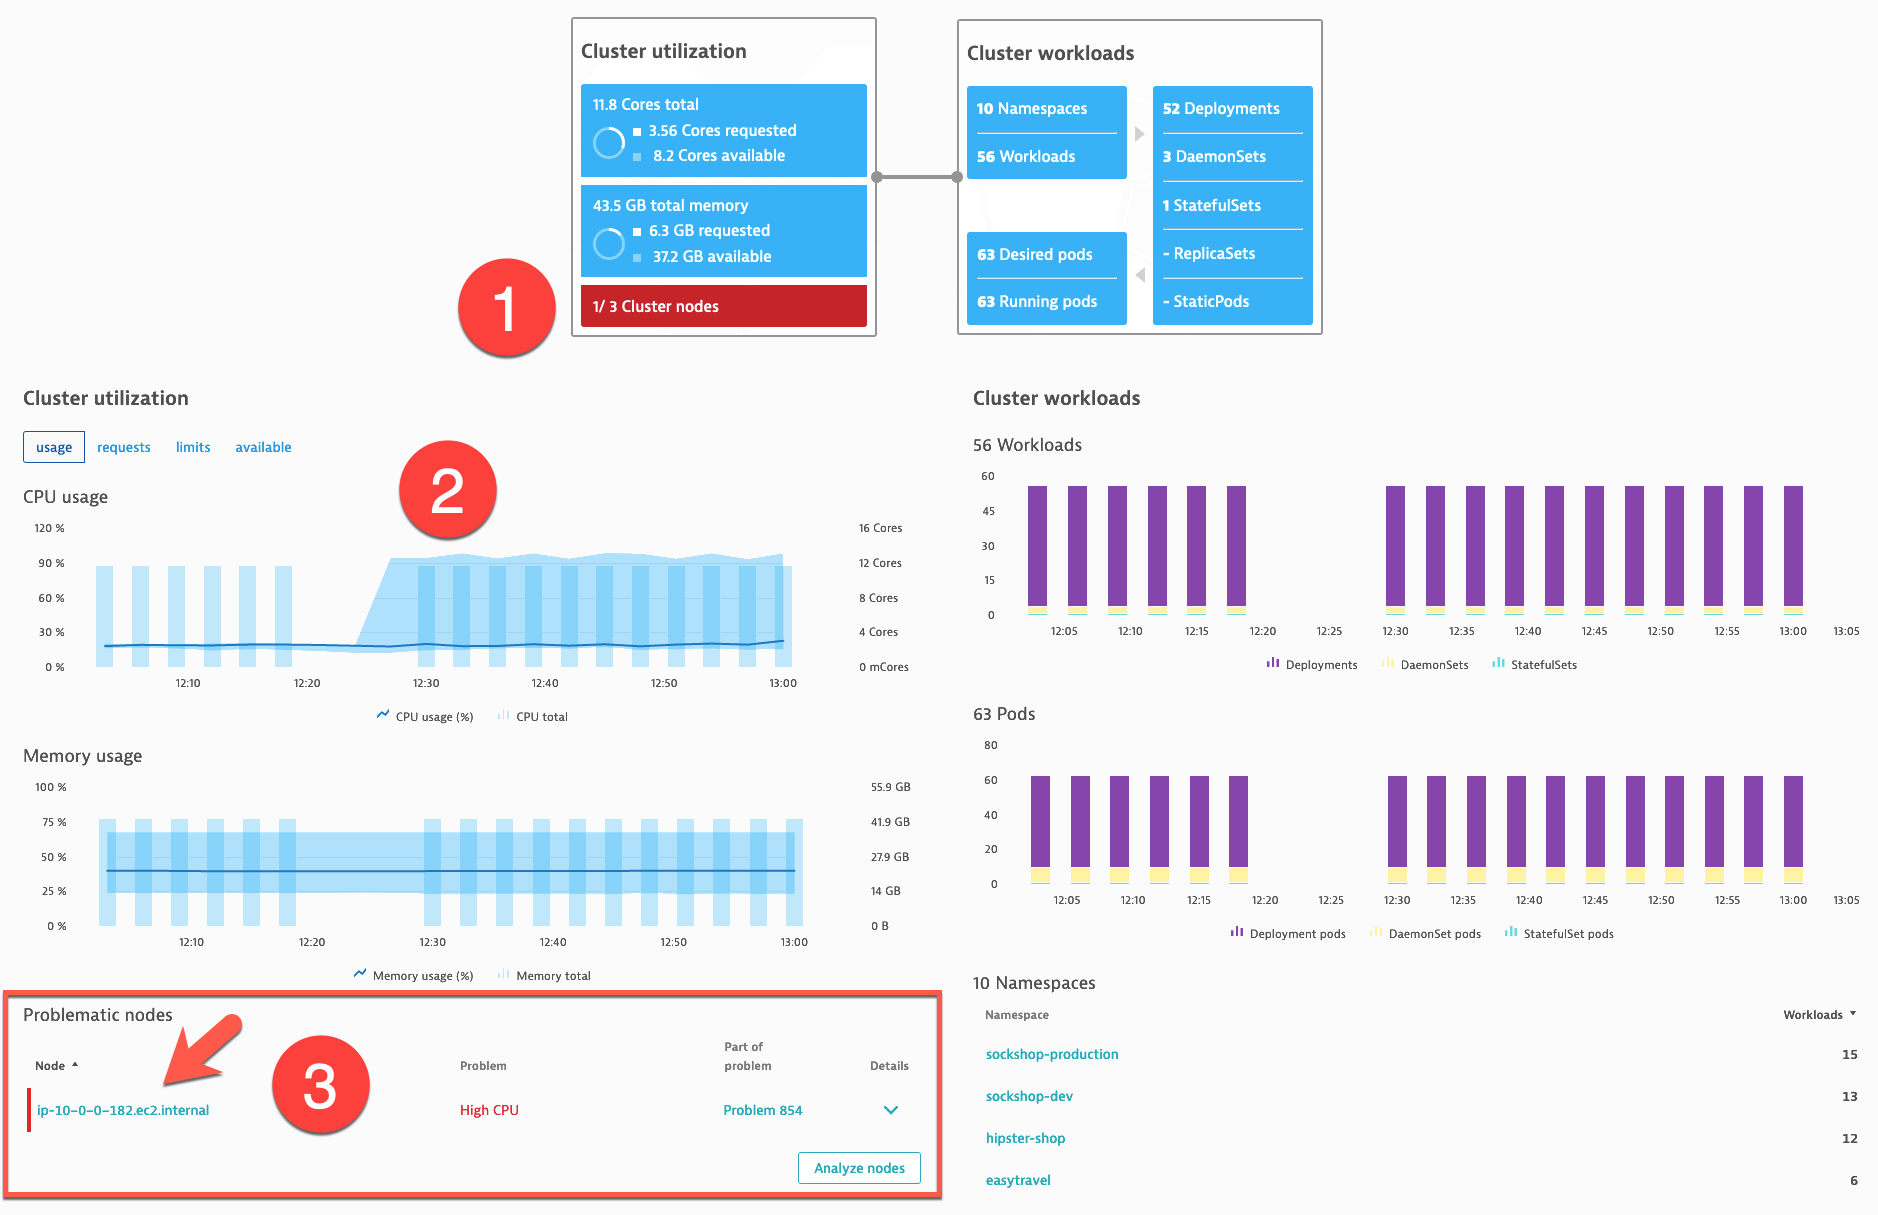 Cluster utilization
11.8 Cores total
3.56 Cores requested
8.2 Cores available
43.5 GB total memory
6.3 GB requested
37.2 GB available
1/ 3 Cluster nodes
1
Cluster workloads
10 Namespaces
56 Workloads
63 Desired pods
63 Running pods
52 Deployments
3 DaemonSets
1 StatefulSets
- ReplicaSets
- StaticPods
Cluster utilization
usage requests limits available
2
CPU usage
120 % 16 Cores
90 % 12 Cores
60 % 8 Cores
30 % 4 Cores
0 % 0 mCores
12:10 12:20 12:30 12:40 12:50 13:00
CPU usage (%) CPU total
Memory usage
100 % 55.9 GB
75 % 41.9 GB
50 % 27.9 GB
25 % 14 GB
0 % 0 B
12:10 12:20 12:30 12:40 12:50 13:00
Memory usage (%) Memory total
Problematic nodes
3
Node Problem Part of problem Details
ip-10-0-0-182.ec2.internal High CPU Problem 854
Analyze nodes
Cluster workloads
56 Workloads
60
45
30
15
0
12:05 12:10 12:15 12:20 12:25 12:30 12:35 12:40 12:45 12:50 12:55 13:00 13:05
Deployments DaemonSets StatefulSets
63 Pods
80
60
40
20
0
12:05 12:10 12:15 12:20 12:25 12:30 12:35 12:40 12:45 12:50 12:55 13:00 13:05
Deployment pods DaemonSet pods StatefulSet pods
10 Namespaces
Namespace Workloads
sockshop-production 15
sockshop-dev 13
hipster-shop 12
easytravel 6